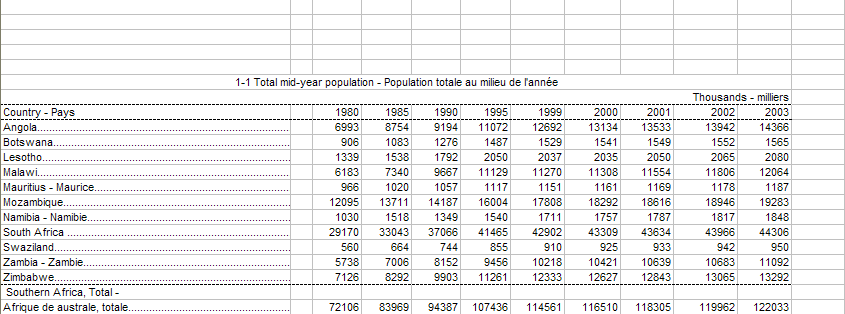 1-1 Total mid-year population - Population totale au milieu de l'année
Thousands - milliers
Country - Pays 1980 1985 1990 1995 1999 2000 2001 2002 2003
Angola 6993 8754 9194 11072 12692 13134 13533 13942 14366
Botswana 906 1083 1276 1487 1529 1541 1549 1552 1565
Lesotho 1339 1538 1792 2050 2037 2035 2050 2065 2080
Malawi 6183 7340 9667 11129 11270 11308 11554 11806 12064
Mauritius - Maurice 966 1020 1057 1117 1151 1161 1169 1178 1187
Mozambique 12095 13711 14187 16004 17808 18292 18616 18946 19283
Namibia - Namibie 1030 1518 1349 1540 1711 1757 1787 1817 1848
South Africa 29170 33043 37066 41465 42902 43309 43634 43966 44306
Swaziland 560 664 744 855 910 925 933 942 950
Zambia - Zambie 5738 7006 8152 9456 10218 10421 10639 10683 11092
Zimbabwe 7126 8292 9903 11261 12333 12627 12843 13065 13292
Southern Africa, Total -
Afrique de australe, totale 72106 83969 94387 107436 114561 116510 118305 119962 122033